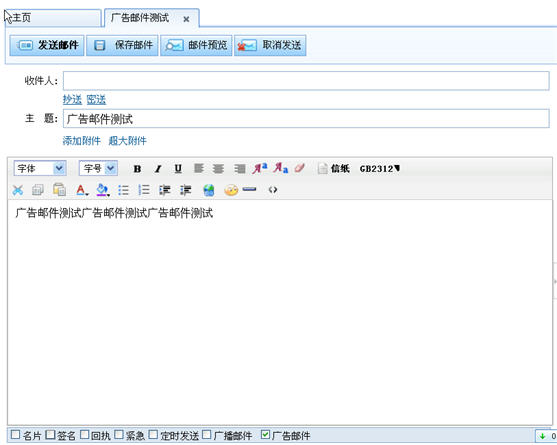 主页 广告邮件测试
发送邮件 保存邮件 邮件预览 取消发送
收件人:
抄送 密送
主 题: 广告邮件测试
添加附件 超大附件
字体 字号 B I U 信纸 GB2312
广告邮件测试广告邮件测试广告邮件测试
名片 签名 回执 紧急 定时发送 广播邮件 广告邮件 0